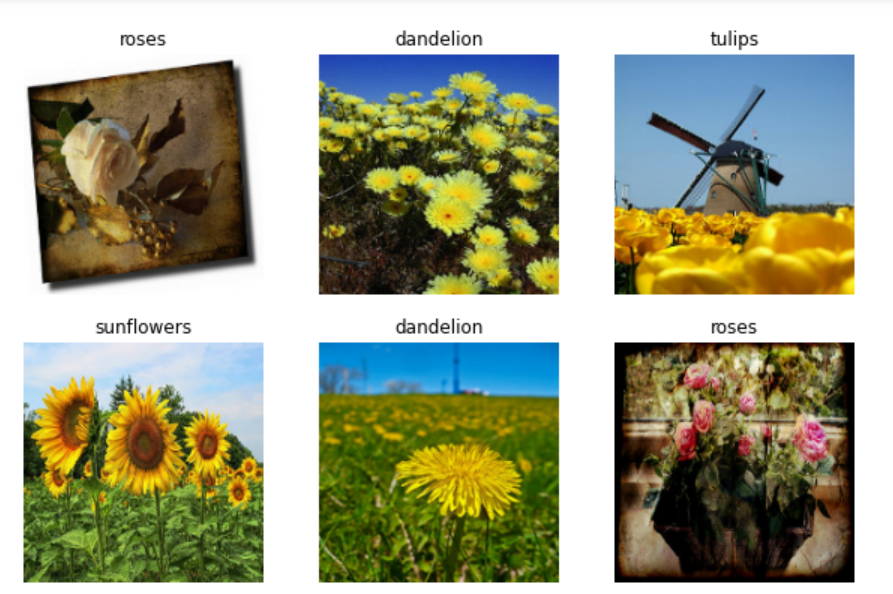 roses
dandelion
tulips
sunflowers
dandelion
roses